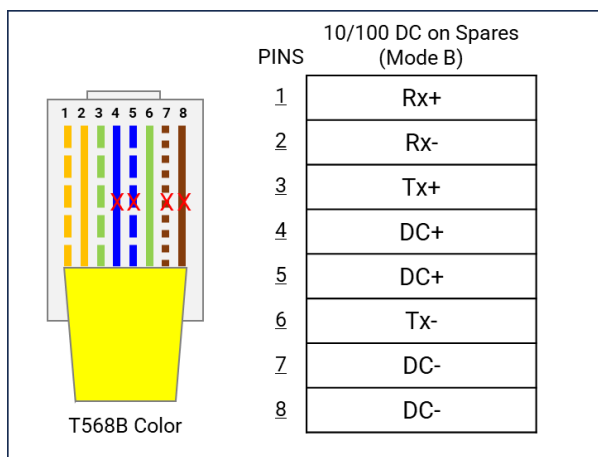 10/100 DC on Spares
PINS (Mode B)
1 2 3 4 5 6 7 8
X X X X
T568B Color
1 Rx+
2 Rx-
3 Tx+
4 DC+
5 DC+
6 Tx-
7 DC-
8 DC-